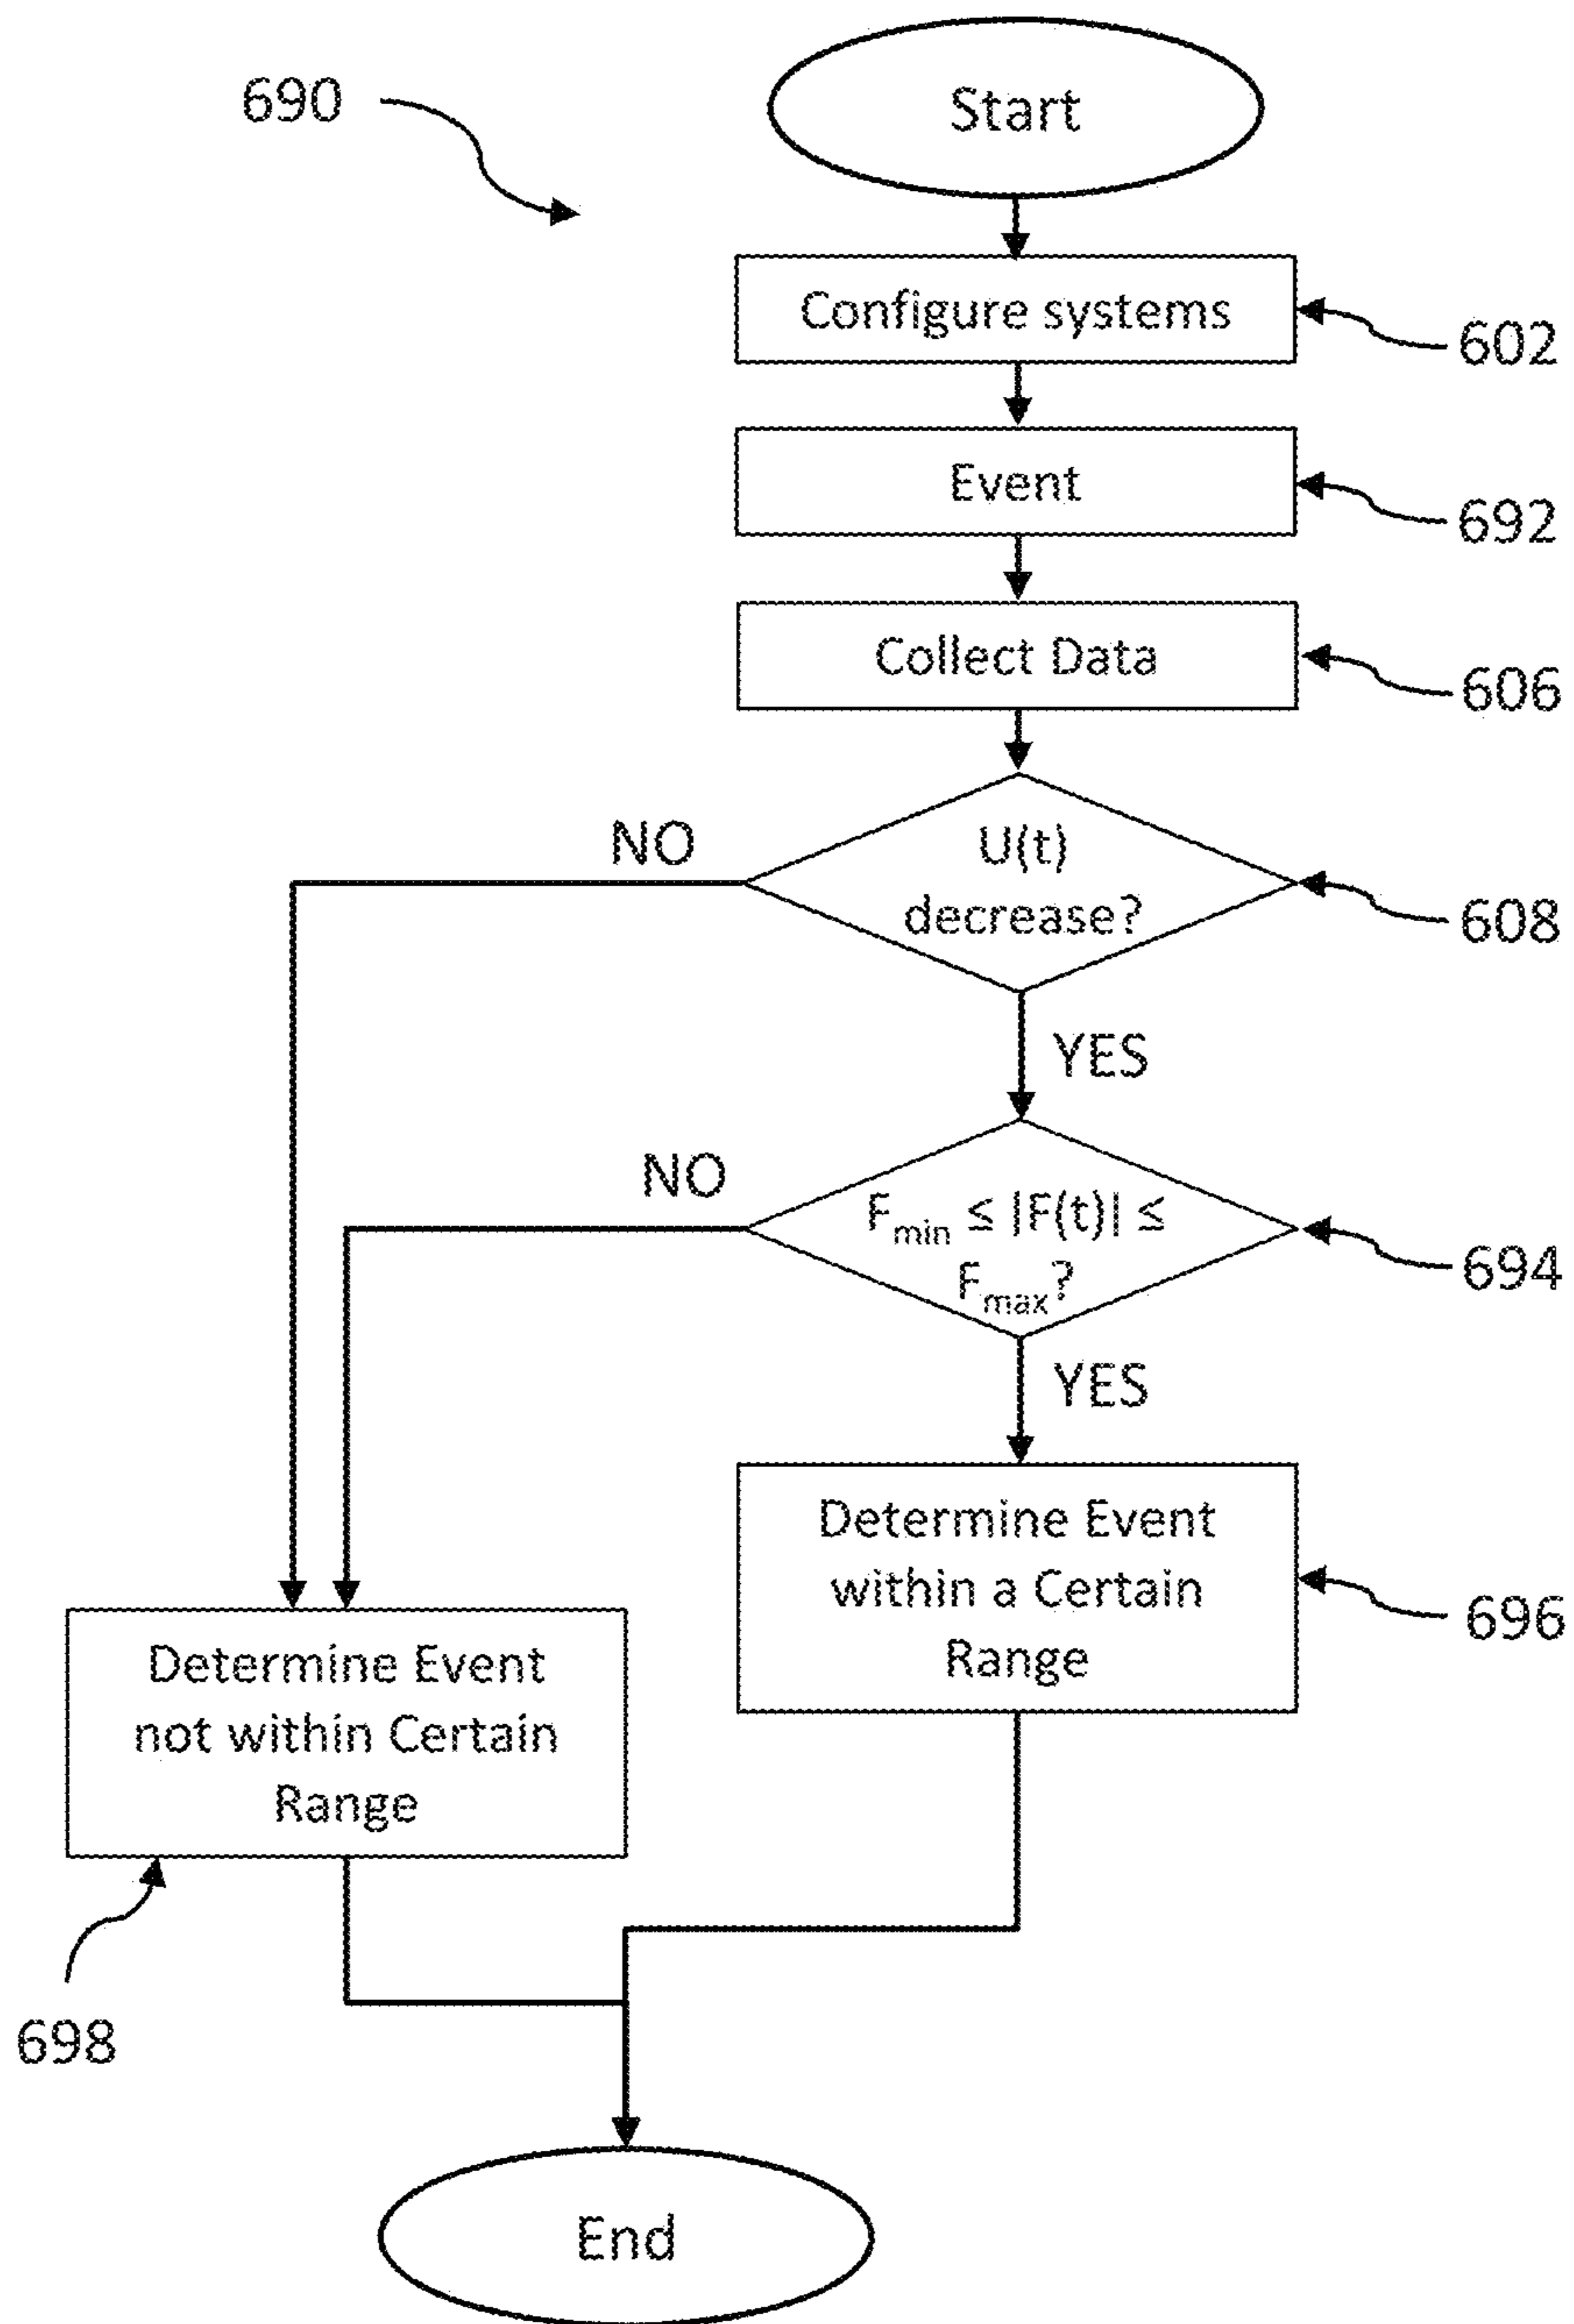 690
Start
Configure systems
602
Event
692
Collect Data
606
NO
U(t)
decrease?
608
YES
NO
Fmin ≤ |F(t)| ≤
Fmax?
694
YES
Determine Event
within a Certain
Range
696
Determine Event
not within Certain
Range
698
End